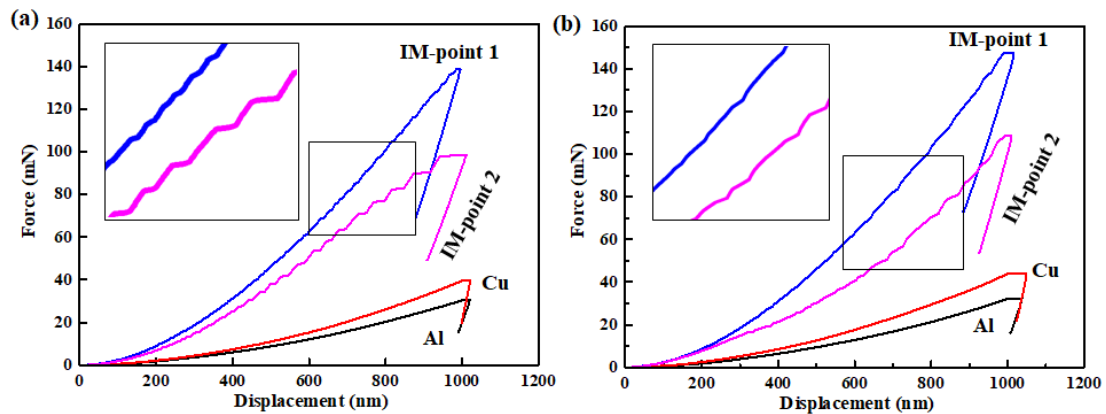 (a)
160
140
120
100
80
60
40
20
0
Force (mN)
IM-point 1
IM-point 2
Cu
Al
0 200 400 600 800 1000 1200
Displacement (nm)
(b)
160
140
120
100
80
60
40
20
0
Force (mN)
IM-point 1
IM-point 2
Cu
Al
0 200 400 600 800 1000 1200
Displacement (nm)